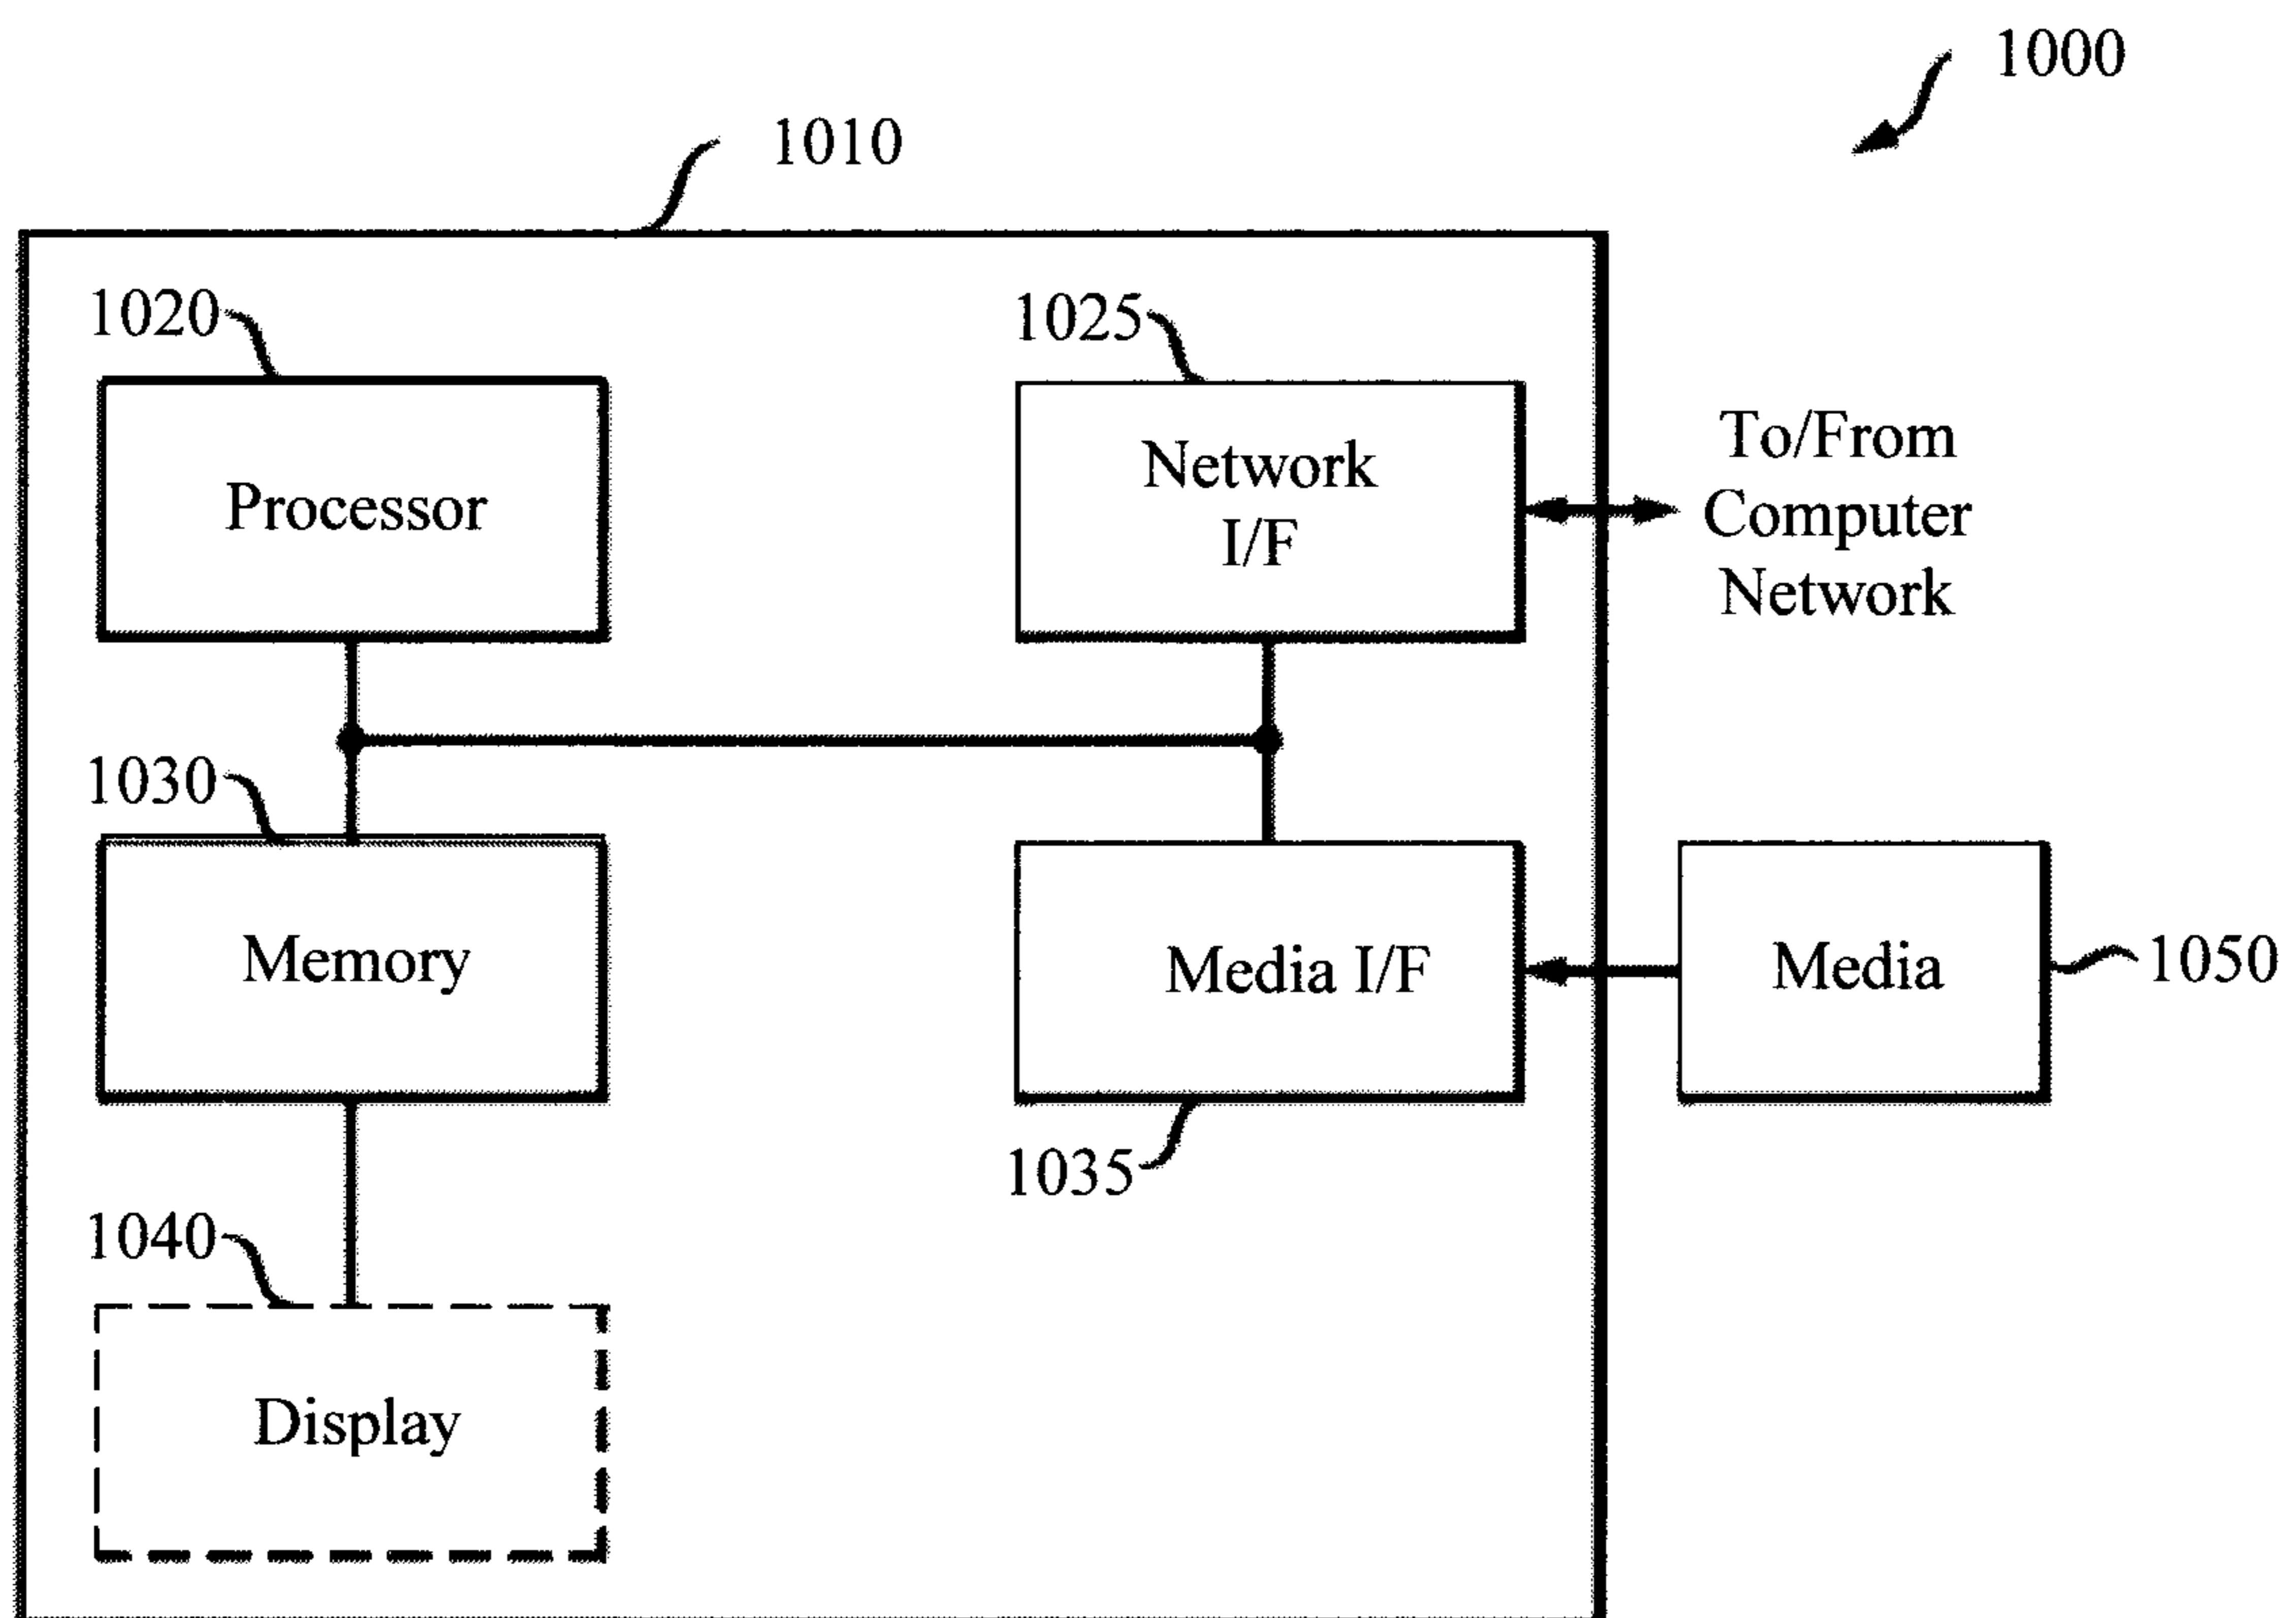 1000
1010
1020
1025
Processor
Network
I/F
To/From
Computer
Network
1030
Memory
Media I/F
Media
1050
1035
1040
Display